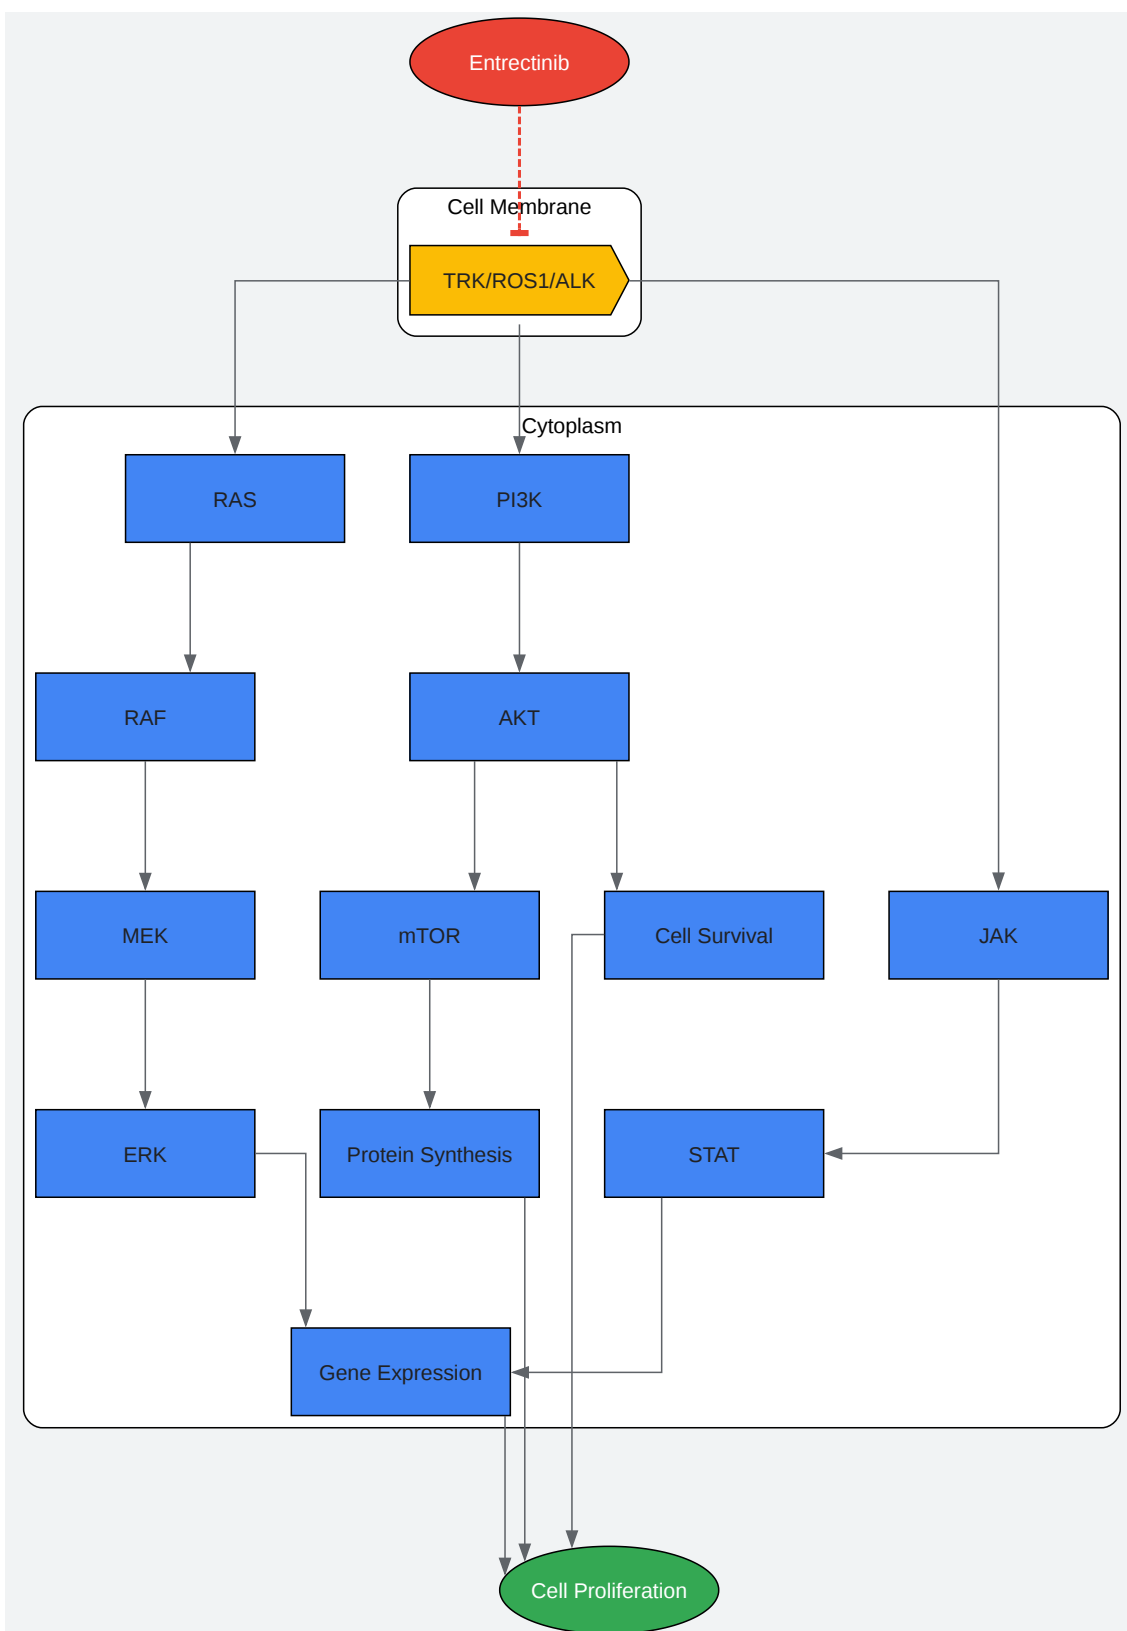 Entrectinib
Cell Membrane
TRK/ROS1/ALK
Cytoplasm
RAS
PI3K
RAF
AKT
MEK
mTOR
Cell Survival
JAK
ERK
Protein Synthesis
STAT
Gene Expression
Cell Proliferation